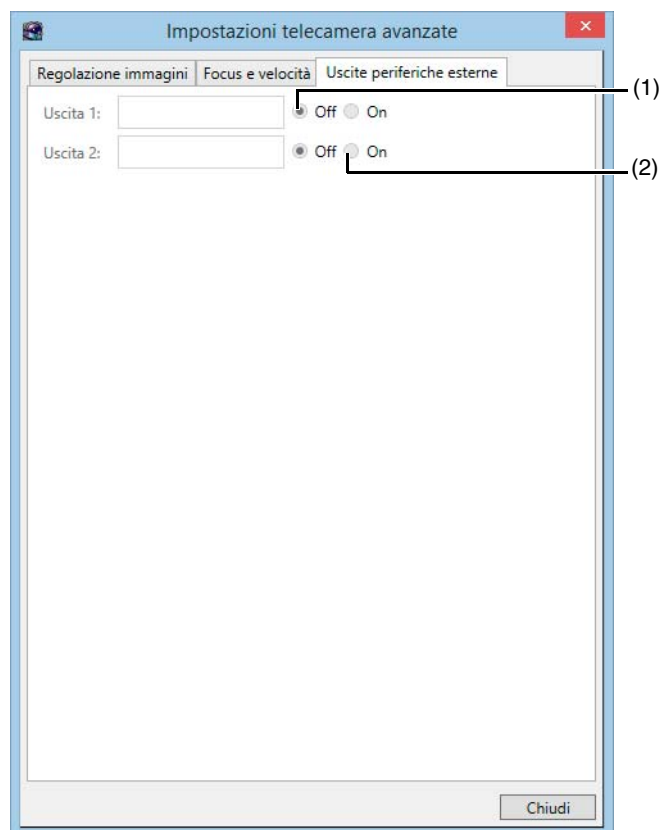 Impostazioni telecamera avanzate
Regolazione immagini Focus e velocità Uscite periferiche esterne
(1)
Uscita 1: Off On
Uscita 2: Off On
(2)
Chiudi